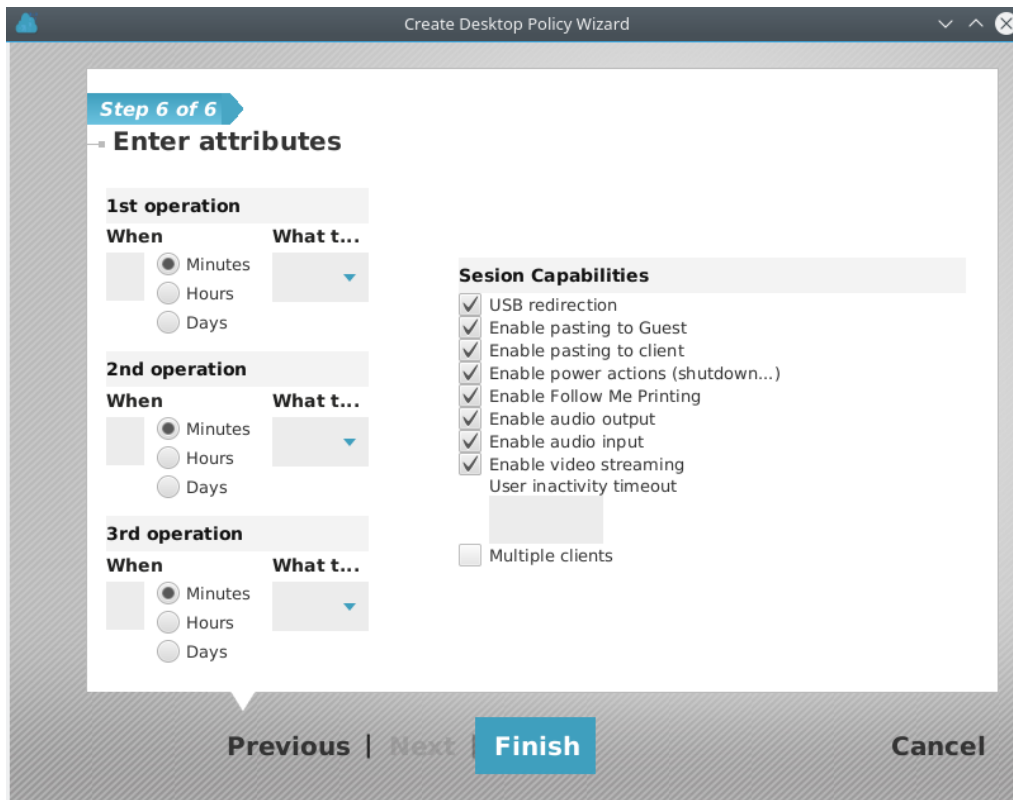 Create Desktop Policy Wizard
Step 6 of 6
Enter attributes
1st operation
When What t...
Minutes
Hours
Days
2nd operation
When What t...
Minutes
Hours
Days
3rd operation
When What t...
Minutes
Hours
Days
Sesion Capabilities
USB redirection
Enable pasting to Guest
Enable pasting to client
Enable power actions (shutdown...)
Enable Follow Me Printing
Enable audio output
Enable audio input
Enable video streaming
User inactivity timeout
Multiple clients
Previous | Next | Finish Cancel